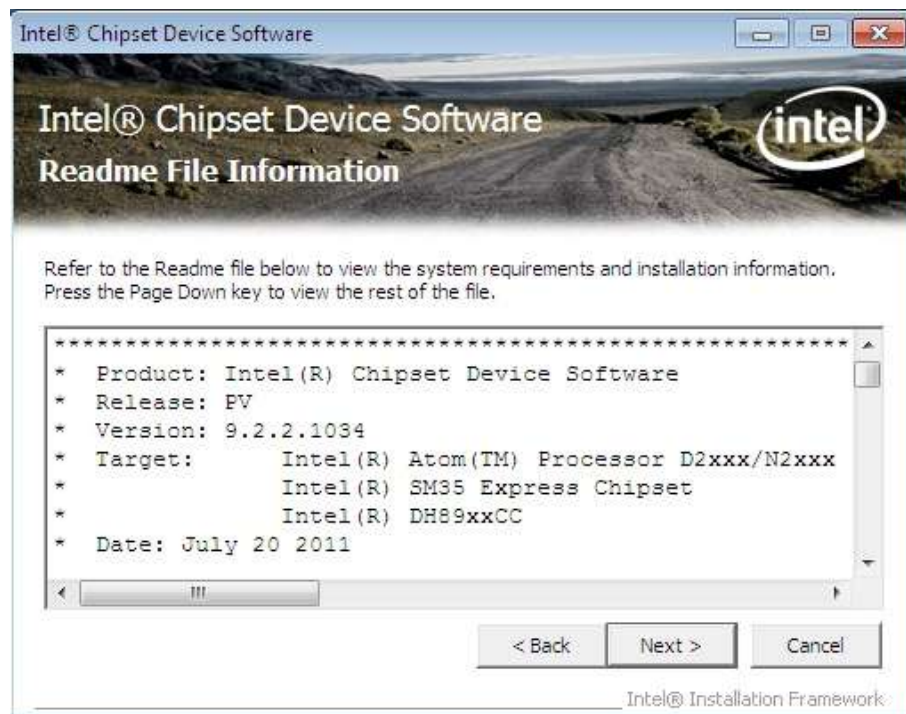 Intel® Chipset Device Software
Intel® Chipset Device Software
intel
Readme File Information
Refer to the Readme file below to view the system requirements and installation information.
Press the Page Down key to view the rest of the file.
********************************************************
*  Product: Intel(R) Chipset Device Software
*  Release: PV
*  Version: 9.2.2.1034
*  Target:      Intel(R) Atom(TM) Processor D2xxx/N2xxx
*               Intel(R) SM35 Express Chipset
*               Intel(R) DH89xxCC
*  Date: July 20 2011
< Back
Next >
Cancel
Intel® Installation Framework